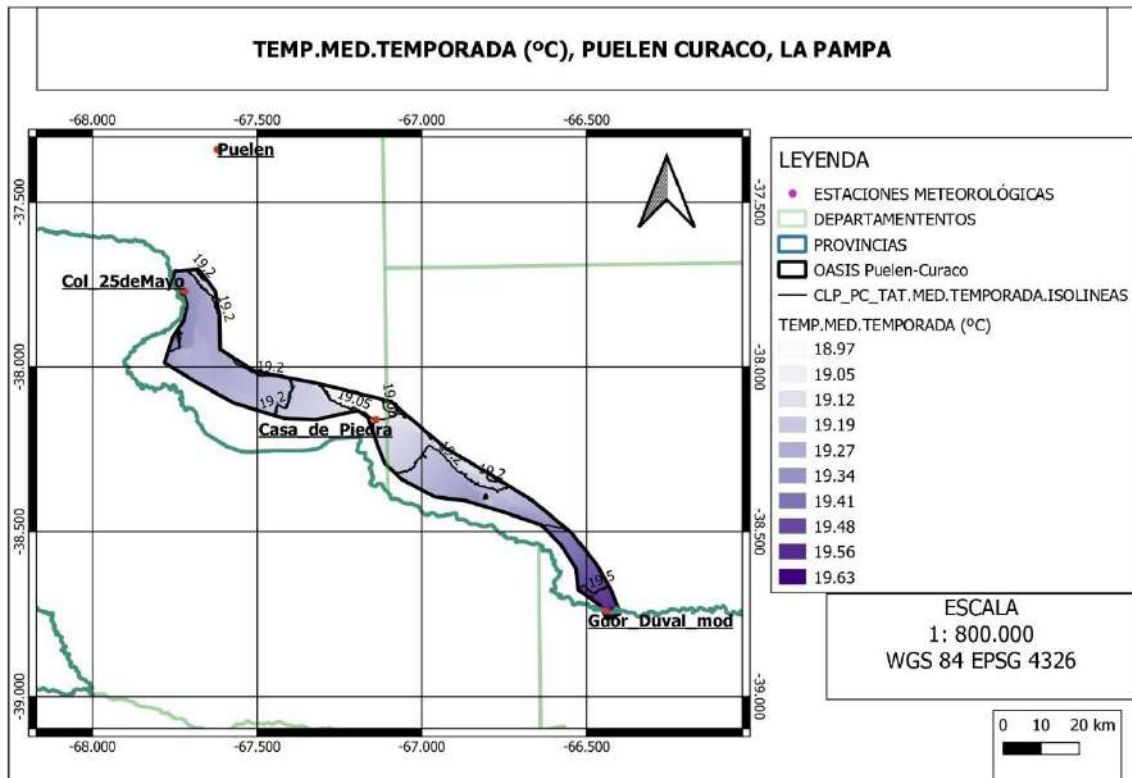 TEMP.MED.TEMPORADA (ºC), PUELEN CURACO, LA PAMPA
-68.000 -67.500 -67.000 -66.500
Puelen
-37.500 -37.500
19.2
Col_25deMayo
19.2
-38.000 -38.000
19.2
19.2
19.05
Casa_de_Piedra
19.2
19.2
-38.500 -38.500
19.5
Gdor_Duval_mod
-39.000 -39.000
-68.000 -67.500 -67.000 -66.500
LEYENDA
ESTACIONES METEOROLÓGICAS
DEPARTAMENTENTOS
PROVINCIAS
OASIS Puelen-Curaco
CLP_PC_TAT.MED.TEMPORADA.ISOLINEAS
TEMP.MED.TEMPORADA (ºC)
18.97
19.05
19.12
19.19
19.27
19.34
19.41
19.48
19.56
19.63
ESCALA
1: 800.000
WGS 84 EPSG 4326
0 10 20 km